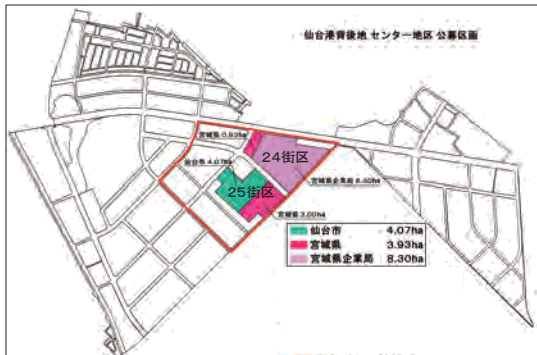 仙台港背後地 センター地区 公募区画
宮城県 0.93ha
24街区
仙台市 4.07ha
宮城県企業局 8.30ha
25街区
宮城県 3.00ha
仙台市 4.07ha
宮城県 3.93ha
宮城県企業局 8.30ha